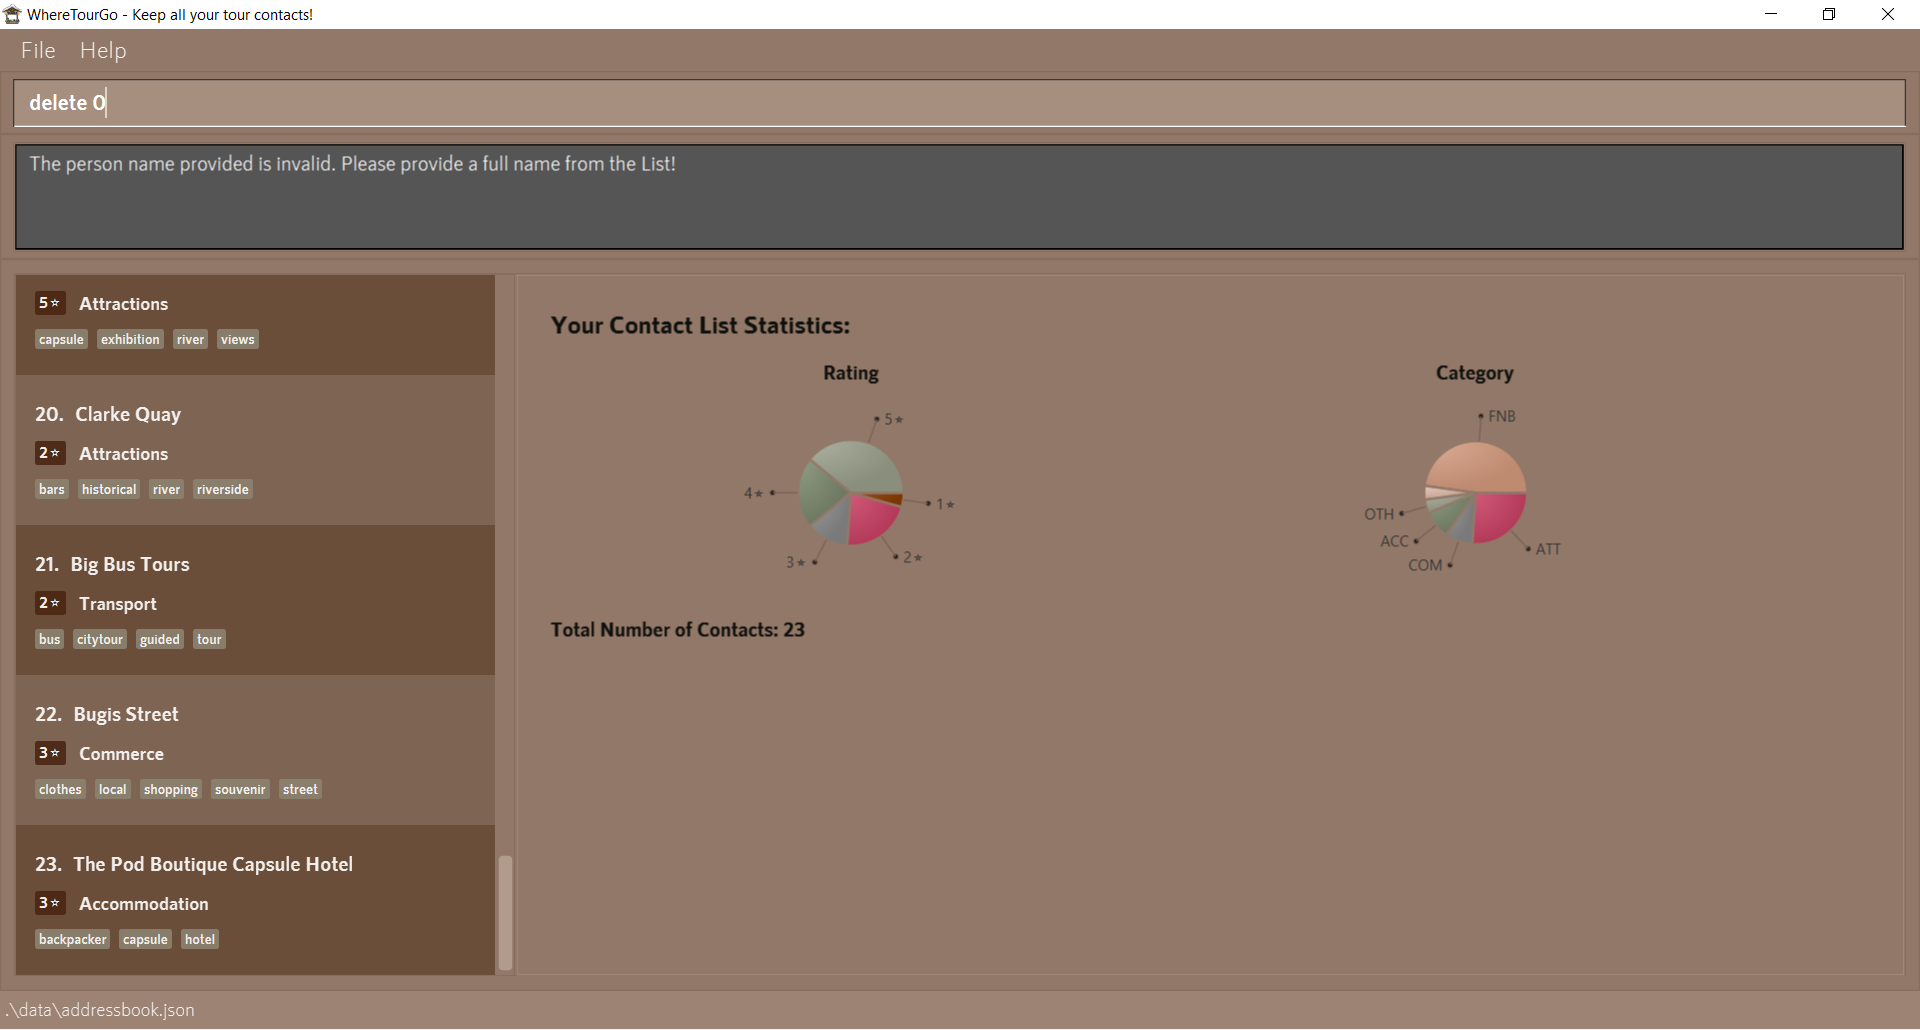 WhereTourGo - Keep all your tour contacts!
File Help
delete 0
The person name provided is invalid. Please provide a full name from the List!
5★ Attractions
capsule exhibition river views
20. Clarke Quay
2★ Attractions
bars historical river riverside
21. Big Bus Tours
2★ Transport
bus citytour guided tour
22. Bugis Street
3★ Commerce
clothes local shopping souvenir street
23. The Pod Boutique Capsule Hotel
3★ Accommodation
backpacker capsule hotel
Your Contact List Statistics:
Rating
5★
4★
1★
3★
2★
Category
FNB
OTH
ACC
COM
ATT
Total Number of Contacts: 23
.\data\addressbook.json